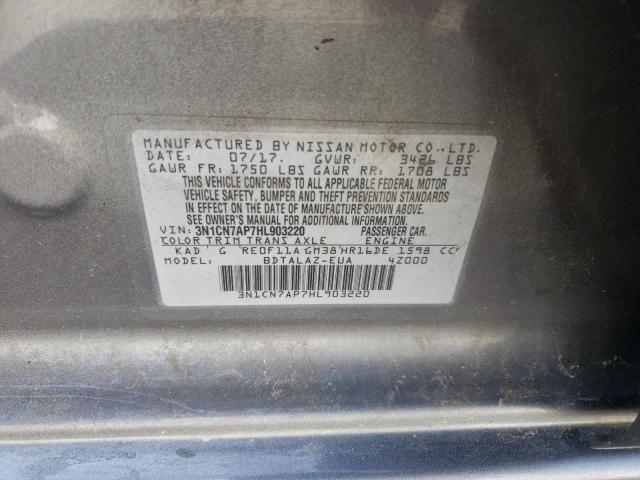 MANUFACTURED BY NISSAN MOTOR CO.,LTD.
DATE: 07/17. GVWR: 3426 LBS
GAWR FR: 1750 LBS GAWR RR: 1708 LBS
THIS VEHICLE CONFORMS TO ALL APPLICABLE FEDERAL MOTOR
VEHICLE SAFETY, BUMPER AND THEFT PREVENTION STANDARDS
IN EFFECT ON THE DATE OF MANUFACTURE SHOWN ABOVE.
SEE OWNER'S MANUAL FOR ADDITIONAL INFORMATION.
VIN: 3N1CN7AP7HL903220 PASSENGER CAR.
COLOR TRIM TRANS AXLE ENGINE
KAD G RE0F11A GM38 HR16DE 1598 CC
MODEL: BDTALAZ-EUA 4Z000
3N1CN7AP7HL903220